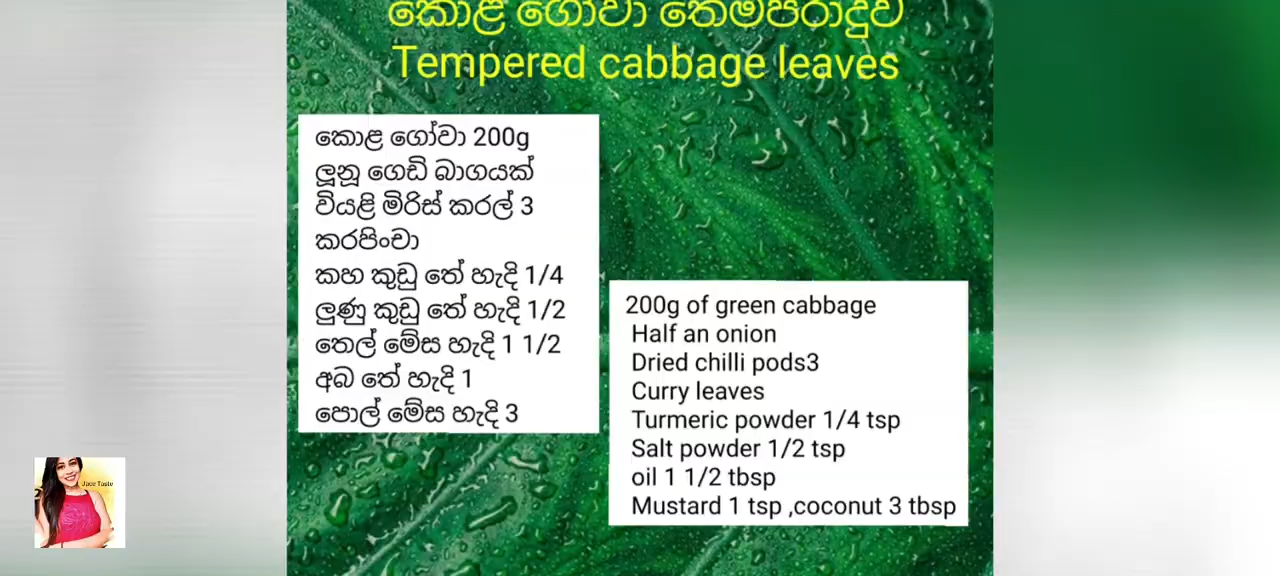 කොළ ගෝවා තෙම්පරාදුව
Tempered cabbage leaves
කොළ ගෝවා 200g
ලූනූ ගෙඩි බාගයක්
වියළි මිරිස් කරල් 3
කරපිංචා
කහ කුඩු තේ හැදි 1/4
ලුණු කුඩු තේ හැදි 1/2
තෙල් මේස හැදි 1 1/2
අබ තේ හැදි 1
පොල් මේස හැදි 3
200g of green cabbage
Half an onion
Dried chilli pods3
Curry leaves
Turmeric powder 1/4 tsp
Salt powder 1/2 tsp
oil 1 1/2 tbsp
Mustard 1 tsp ,coconut 3 tbsp
Jace Taste